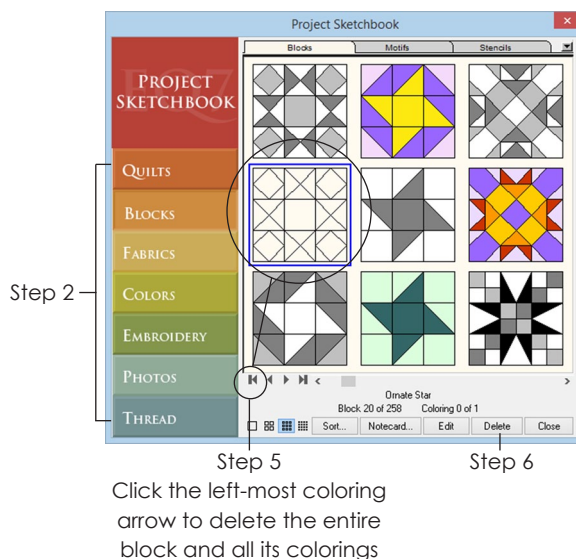 Project Sketchbook
PROJECT
SKETCHBOOK
Blocks
Motifs
Stencils
QUILTS
BLOCKS
FABRICS
COLORS
EMBROIDERY
PHOTOS
THREAD
Step 2
Ornate Star
Block 20 of 258 Coloring 0 of 1
Sort... Notecard... Edit Delete Close
Step 5
Step 6
Click the left-most coloring
arrow to delete the entire
block and all its colorings